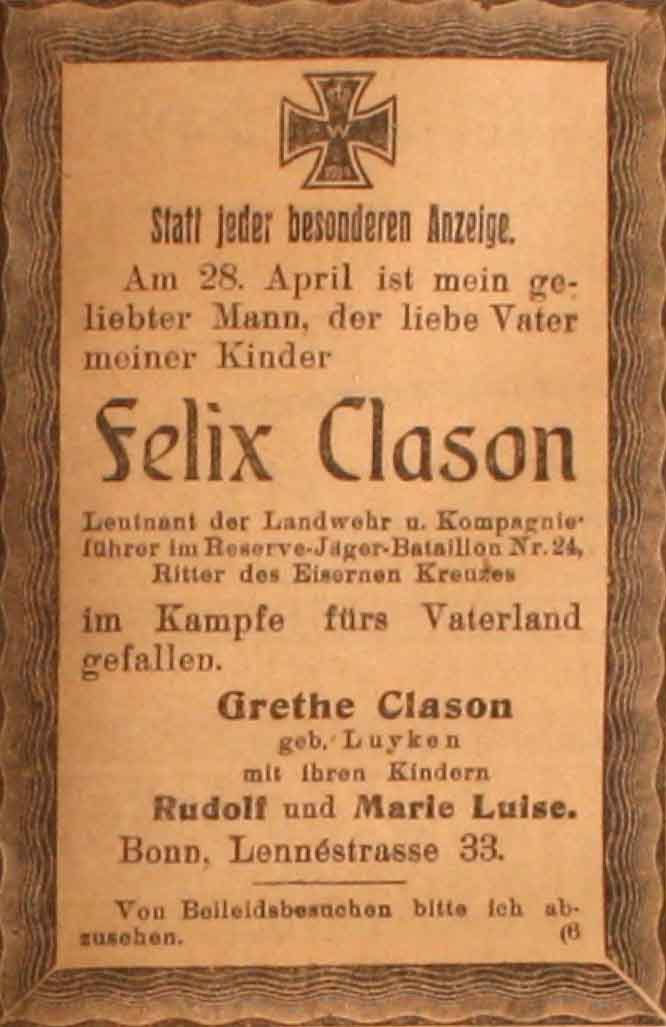 W
1914
Statt jeder besonderen Anzeige.
Am 28. April ist mein ge-
liebter Mann, der liebe Vater
meiner Kinder
Felix Clason
Leutnant der Landwehr u. Kompagnie-
führer im Reserve-Jäger-Bataillon Nr. 24,
Ritter des Eisernen Kreuzes
im Kampfe fürs Vaterland
gefallen.
Grethe Clason
geb. Luyken
mit ihren Kindern
Rudolf und Marie Luise.
Bonn, Lennéstrasse 33.
Von Beileidsbesuchen bitte ich ab-
zusehen. (6